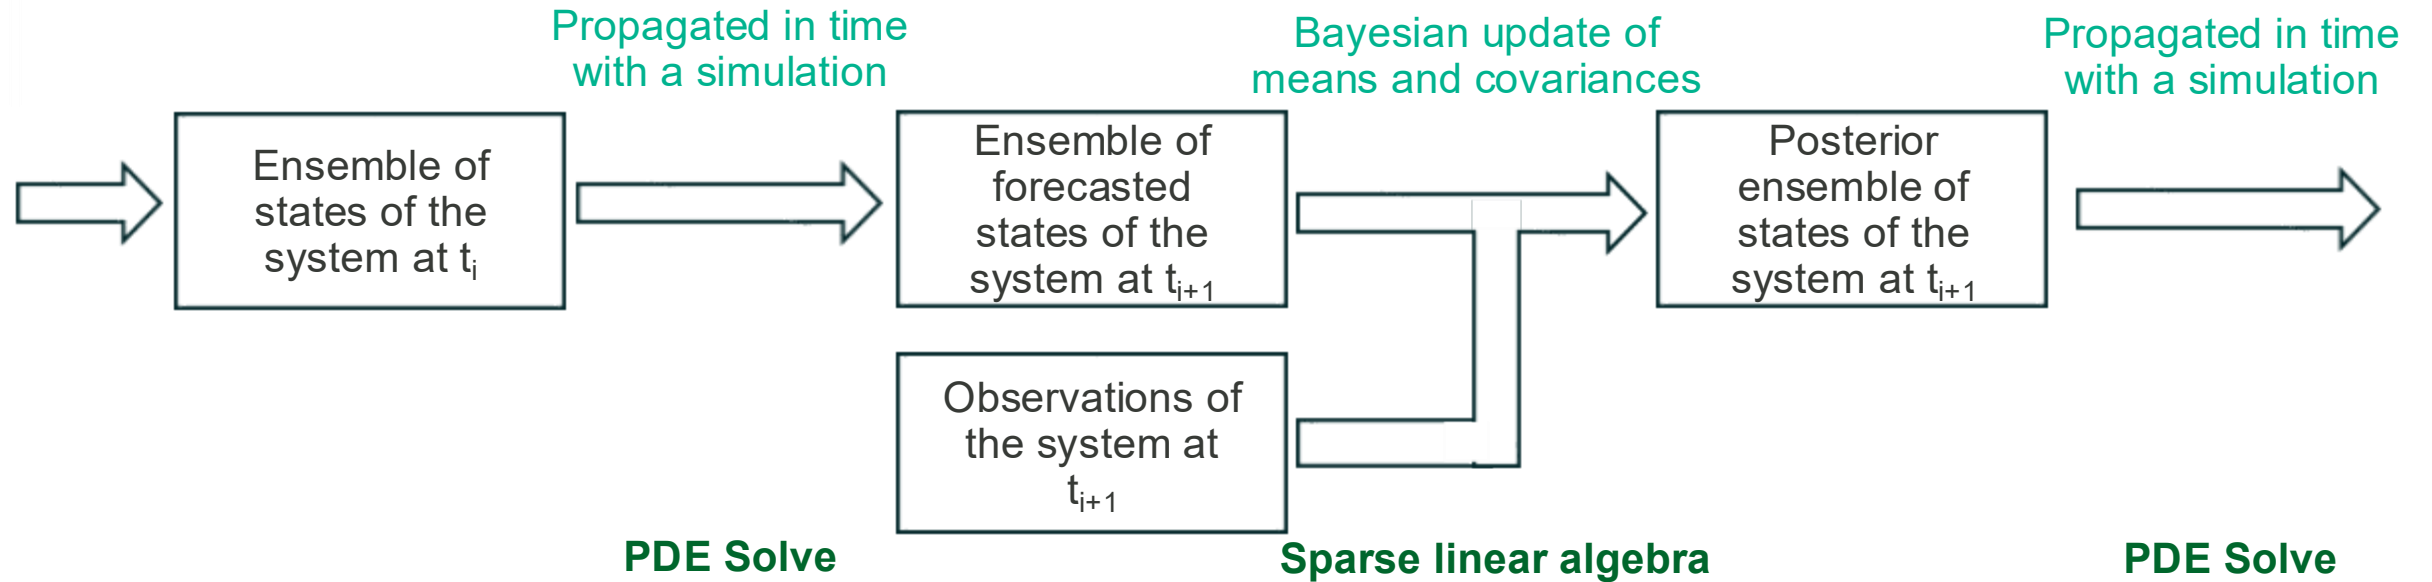 Propagated in time
with a simulation
Bayesian update of
means and covariances
Propagated in time
with a simulation
Ensemble of
states of the
system at tᵢ
Ensemble of
forecasted
states of the
system at tᵢ₊₁
Posterior
ensemble of
states of the
system at tᵢ₊₁
Observations of
the system at
tᵢ₊₁
PDE Solve
Sparse linear algebra
PDE Solve